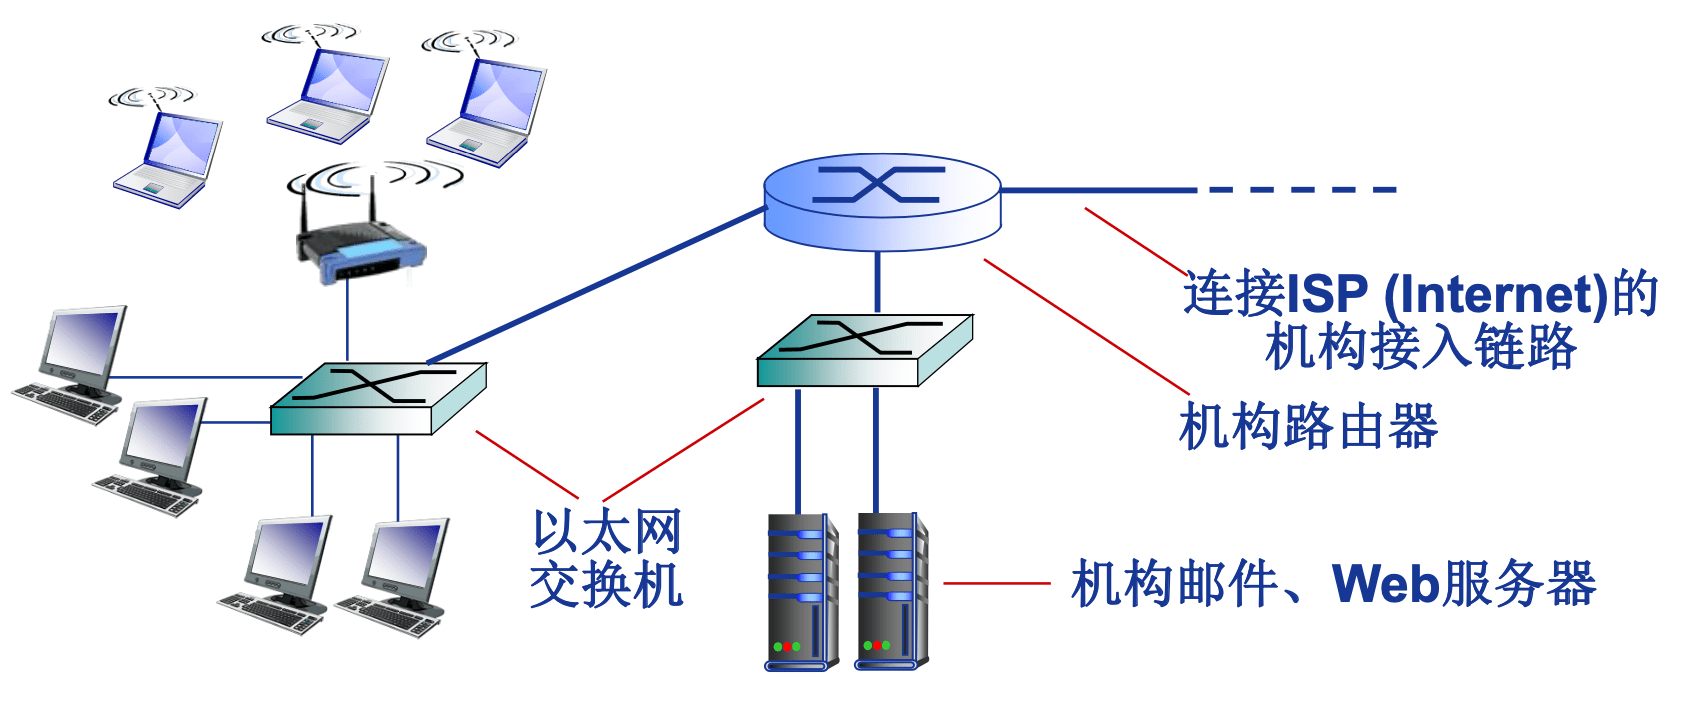 连接ISP (Internet)的
机构接入链路
机构路由器
以太网
交换机
机构邮件、Web服务器